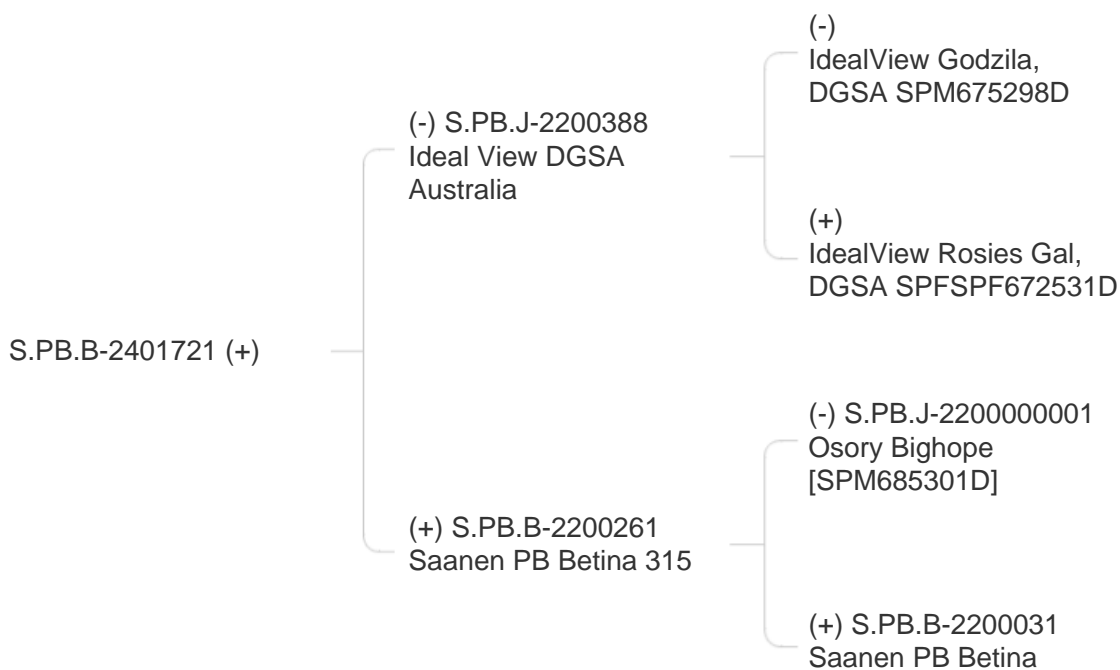 (-)
IdealView Godzila,
DGSA SPM675298D
(-) S.PB.J-2200388
Ideal View DGSA
Australia
(+)
IdealView Rosies Gal,
DGSA SPFSPF672531D
S.PB.B-2401721 (+)
(-) S.PB.J-2200000001
Osory Bighope
[SPM685301D]
(+) S.PB.B-2200261
Saanen PB Betina 315
(+) S.PB.B-2200031
Saanen PB Betina